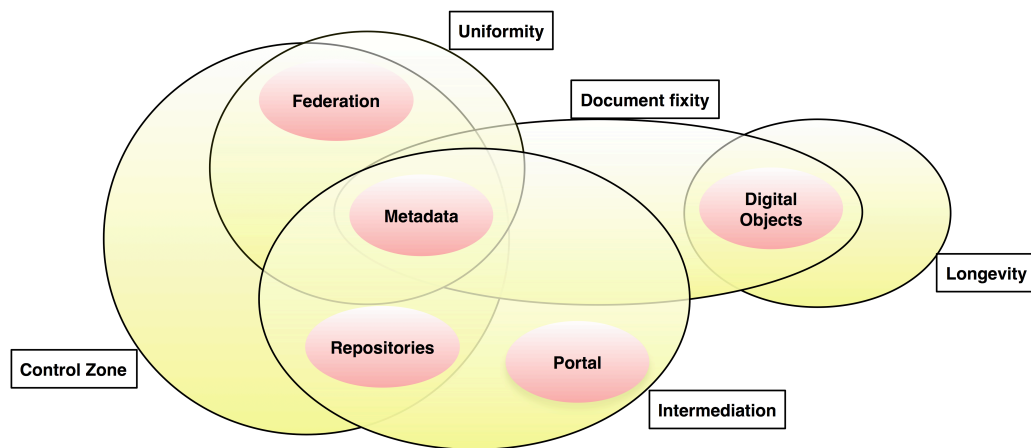 Uniformity
Federation
Document fixity
Metadata
Digital
Objects
Longevity
Repositories
Portal
Control Zone
Intermediation